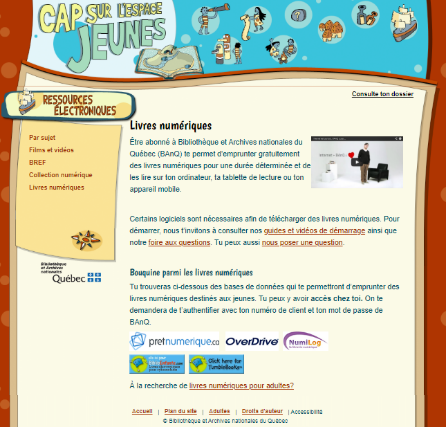 CAP SUR L'ESPACE
JEUNES
RESSOURCES
ÉLECTRONIQUES
Consulte ton dossier
Par sujet
Films et vidéos
BREF
Collection numérique
Livres numériques
Bibliothèque
et Archives
nationales
Québec
Livres numériques
Être abonné à Bibliothèque et Archives nationales du
Québec (BAnQ) te permet d'emprunter gratuitement
des livres numériques pour une durée déterminée et de
les lire sur ton ordinateur, ta tablette de lecture ou ton
appareil mobile.
Certains logiciels sont nécessaires afin de télécharger des livres numériques. Pour
démarrer, nous t'invitons à consulter nos guides et vidéos de démarrage ainsi que
notre foire aux questions. Tu peux aussi nous poser une question.
Bouquine parmi les livres numériques
Tu trouveras ci-dessous des bases de données qui te permettront d'emprunter des
livres numériques destinés aux jeunes. Tu peux y avoir accès chez toi. On te
demandera de t'authentifier avec ton numéro de client et ton mot de passe de
BAnQ.
pretnumerique.ca OverDrive NumiLog
Click here for
TumbleBooks
À la recherche de livres numériques pour adultes?
Accueil | Plan du site | Adultes | Droits d'auteur | Accessibilité
© Bibliothèque et Archives nationales du Québec